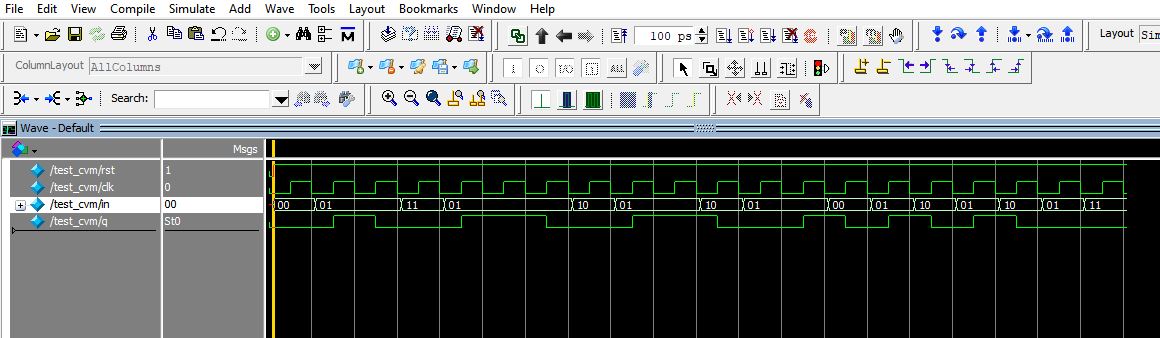 File Edit View Compile Simulate Add Wave Tools Layout Bookmarks Window Help
100 ps
Layout Sim
ColumnLayout AllColumns
ALL
Search:
Wave - Default
Msgs
/test_cvm/rst 1
/test_cvm/clk 0
/test_cvm/in 00 00 01 11 01 10 01 10 01 00 01 10 01 10 01 11
/test_cvm/q St0